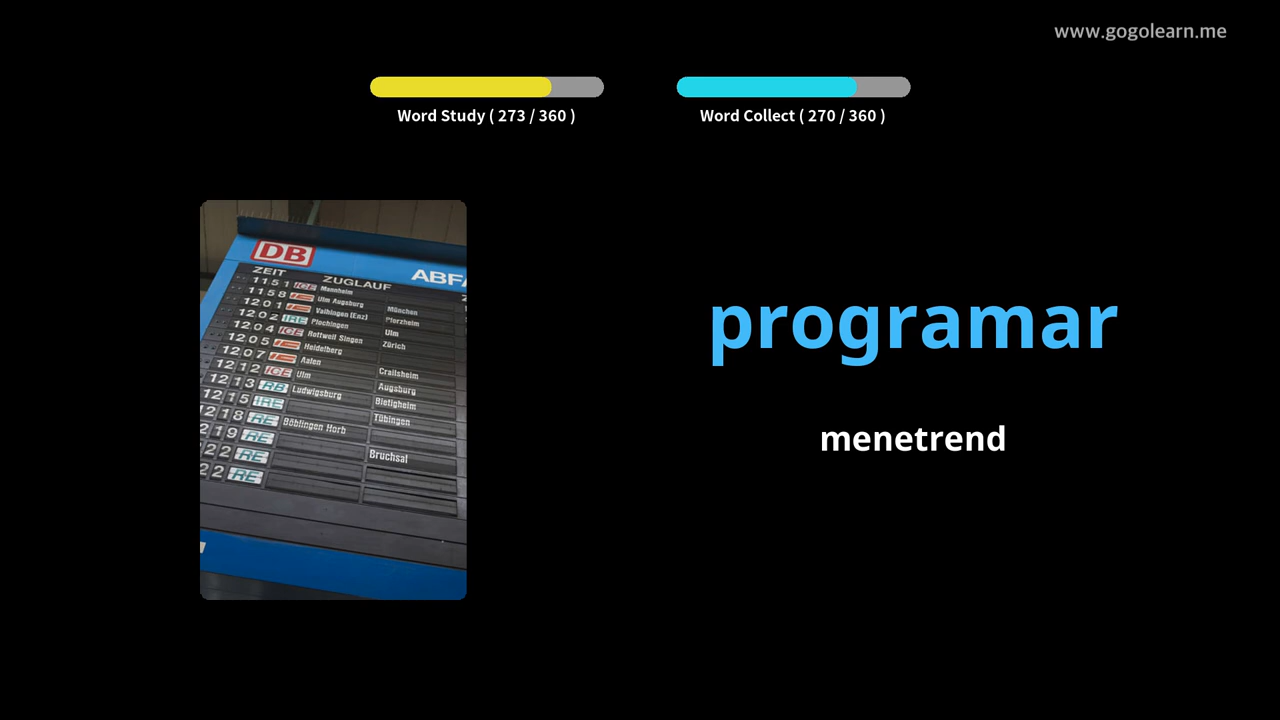 www.gogolearn.me
Word Study ( 273 / 360 )
Word Collect ( 270 / 360 )
DB
ZEIT ZUGLAUF ABFA
1151 ICE Mannheim
1158 Ulm Augsburg München
1201 Vaihingen (Enz) Pforzheim
1202 IRE Plochingen Ulm
1204 ICE Rottweil Singen Zürich
1205 Heidelberg
1207 Aalen Crailsheim
1212 ICE Ulm Augsburg
1213 RB Ludwigsburg Bietigheim
1215 IRE Tübingen
1218 RE Böblingen Horb
219 RE Bruchsal
22 RE
22 RE
programar
menetrend